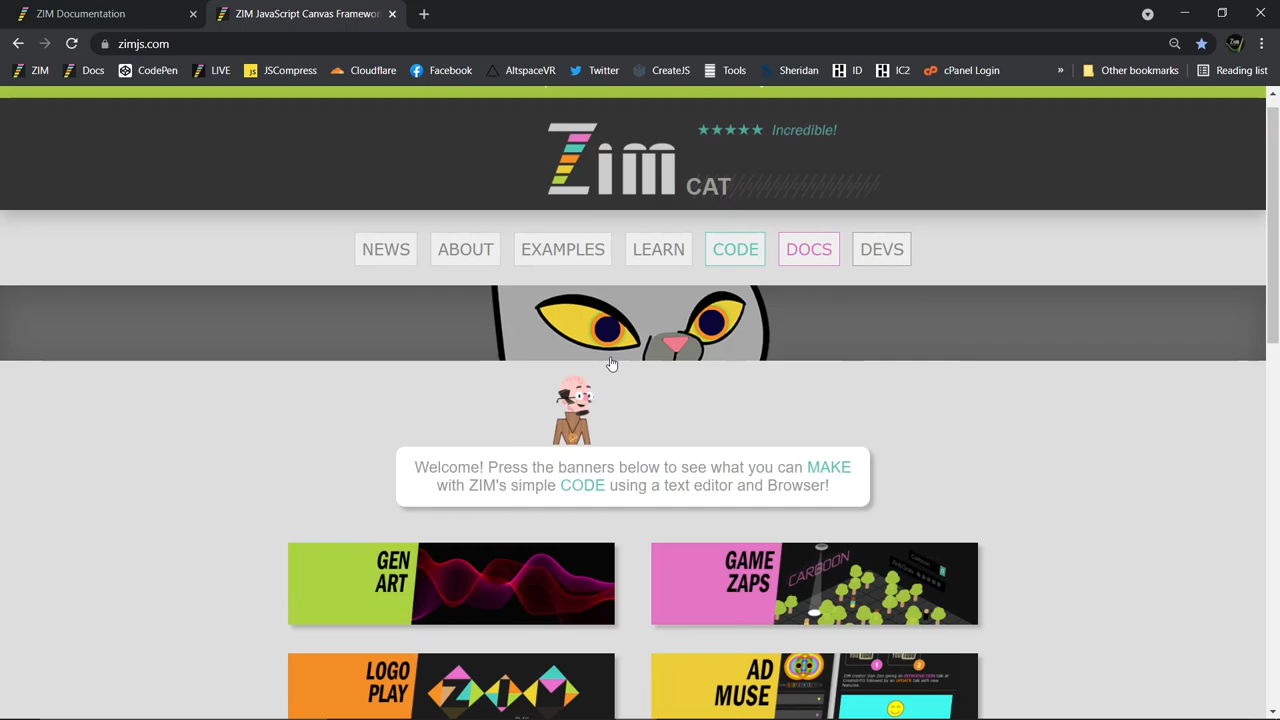 ZIM Documentation
ZIM JavaScript Canvas Framewor
zimjs.com
ZIM
Docs
CodePen
LIVE
JSCompress
Cloudflare
Facebook
AltspaceVR
Twitter
CreateJS
Tools
Sheridan
ID
IC2
cPanel Login
»
Other bookmarks
Reading list
Zim
CAT
★★★★★ Incredible!
NEWS
ABOUT
EXAMPLES
LEARN
CODE
DOCS
DEVS
Welcome! Press the banners below to see what you can MAKE
with ZIM's simple CODE using a text editor and Browser!
GEN
ART
GAME
ZAPS
CARBOON
LOGO
PLAY
AD
MUSE
1
2